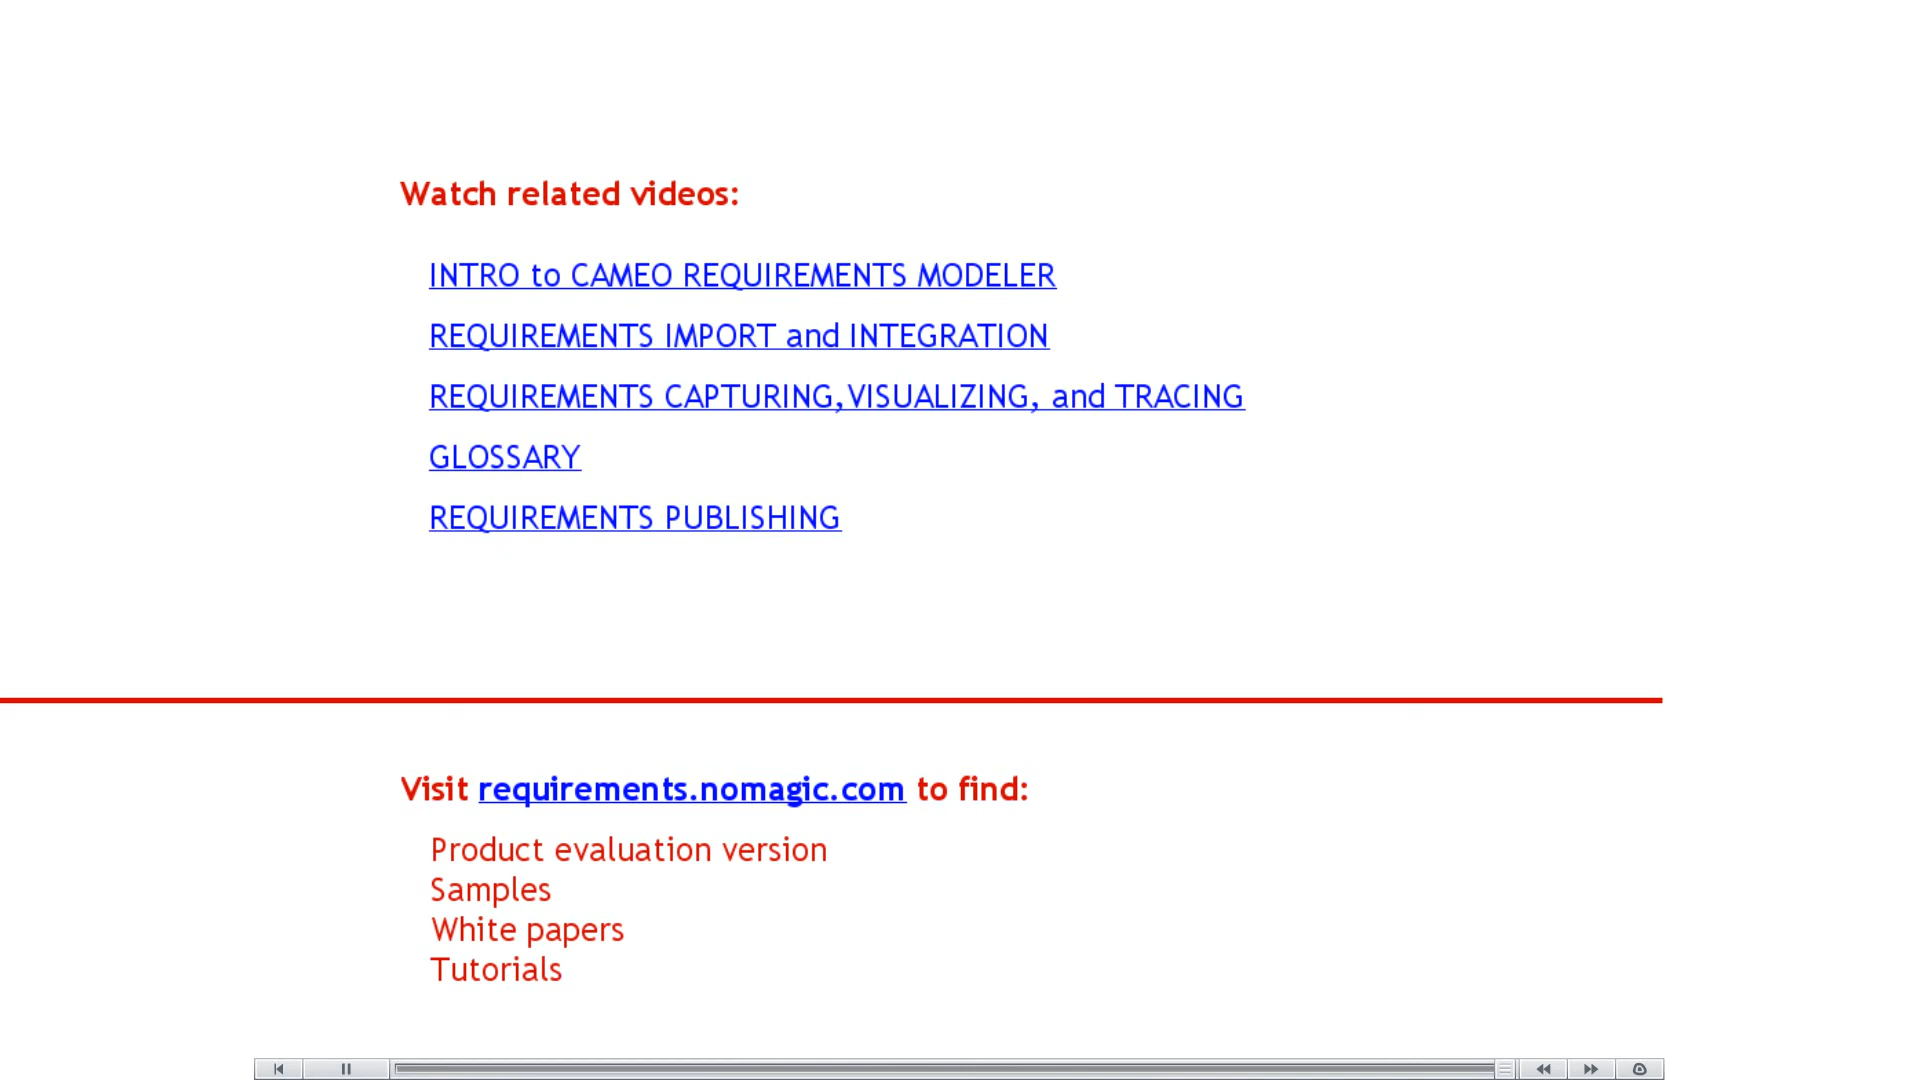 Watch related videos:
INTRO to CAMEO REQUIREMENTS MODELER
REQUIREMENTS IMPORT and INTEGRATION
REQUIREMENTS CAPTURING,VISUALIZING, and TRACING
GLOSSARY
REQUIREMENTS PUBLISHING
Visit requirements.nomagic.com to find:
Product evaluation version
Samples
White papers
Tutorials